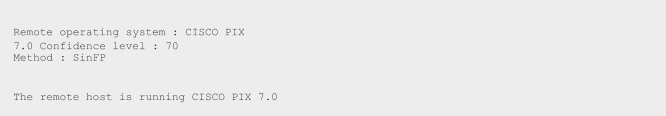 Remote operating system : CISCO PIX
7.0 Confidence level : 70
Method : SinFP
The remote host is running CISCO PIX 7.0